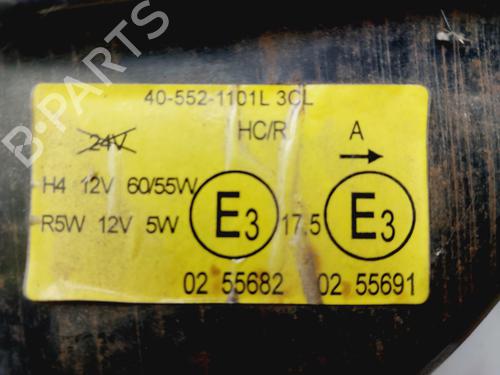 40-552-1101L 3CL
24V HC/R A
H4 12V 60/55W
R5W 12V 5W E3 17.5 E3
02 55682 02 55691
B-PARTS